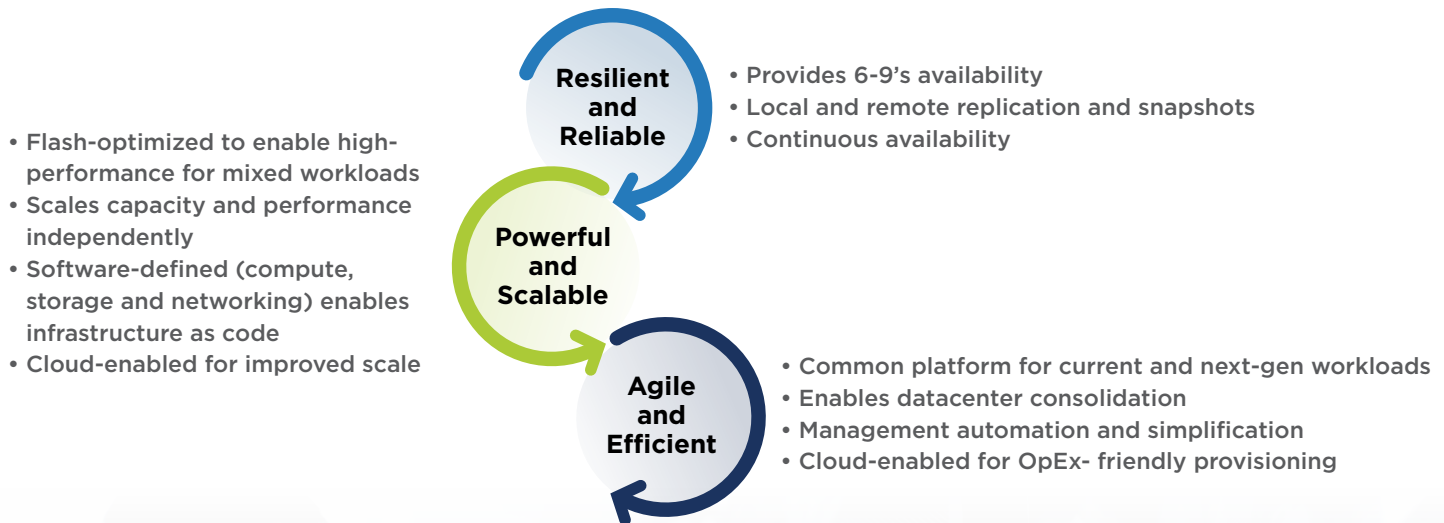 Resilient
and
Reliable
• Provides 6-9’s availability
• Local and remote replication and snapshots
• Continuous availability
• Flash-optimized to enable high-
performance for mixed workloads
• Scales capacity and performance
independently
• Software-defined (compute,
storage and networking) enables
infrastructure as code
• Cloud-enabled for improved scale
Powerful
and
Scalable
Agile
and
Efficient
• Common platform for current and next-gen workloads
• Enables datacenter consolidation
• Management automation and simplification
• Cloud-enabled for OpEx- friendly provisioning